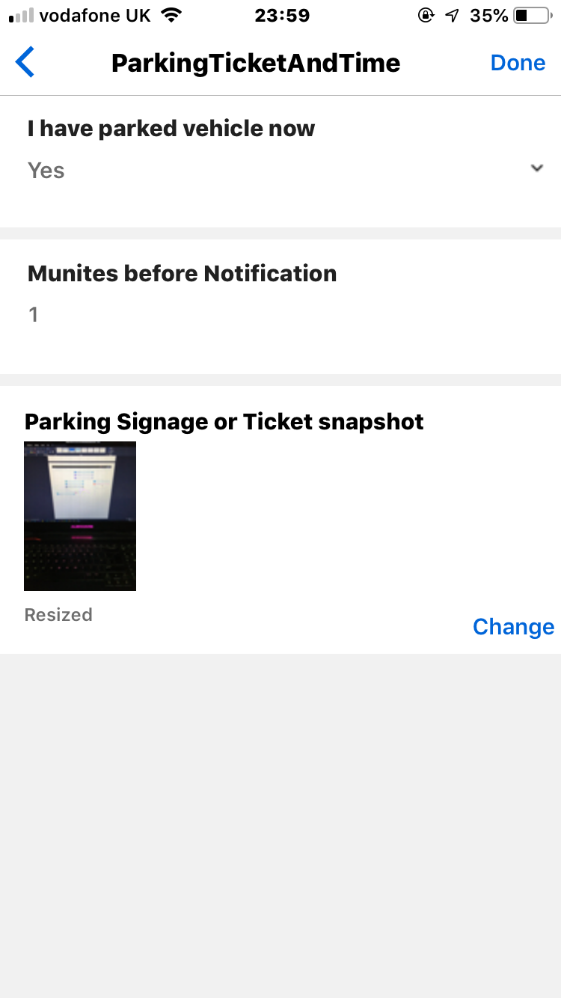 vodafone UK 23:59 35%
ParkingTicketAndTime Done
I have parked vehicle now
Yes
Munites before Notification
1
Parking Signage or Ticket snapshot
Resized
Change